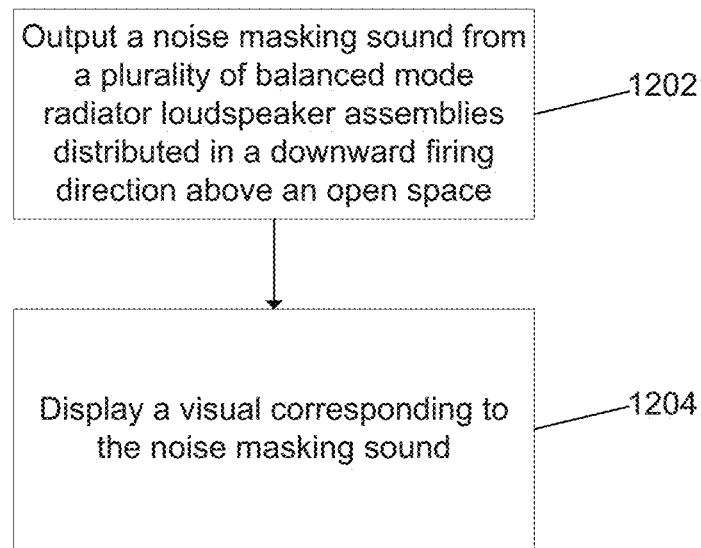 Output a noise masking sound from
a plurality of balanced mode
radiator loudspeaker assemblies
distributed in a downward firing
direction above an open space
1202
Display a visual corresponding to
the noise masking sound
1204